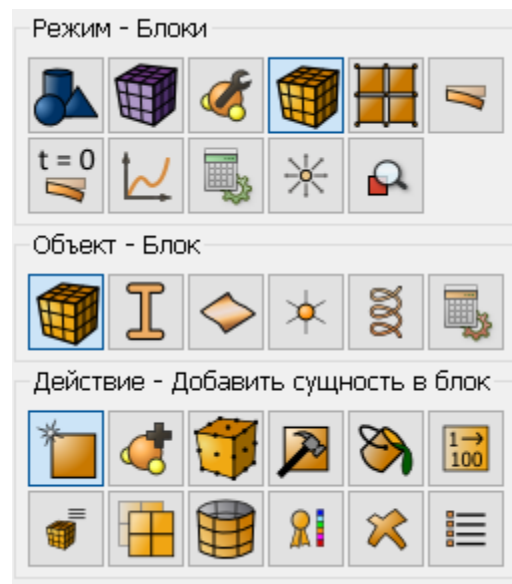 Режим - Блоки
t = 0
Объект - Блок
Действие - Добавить сущность в блок
1→
100